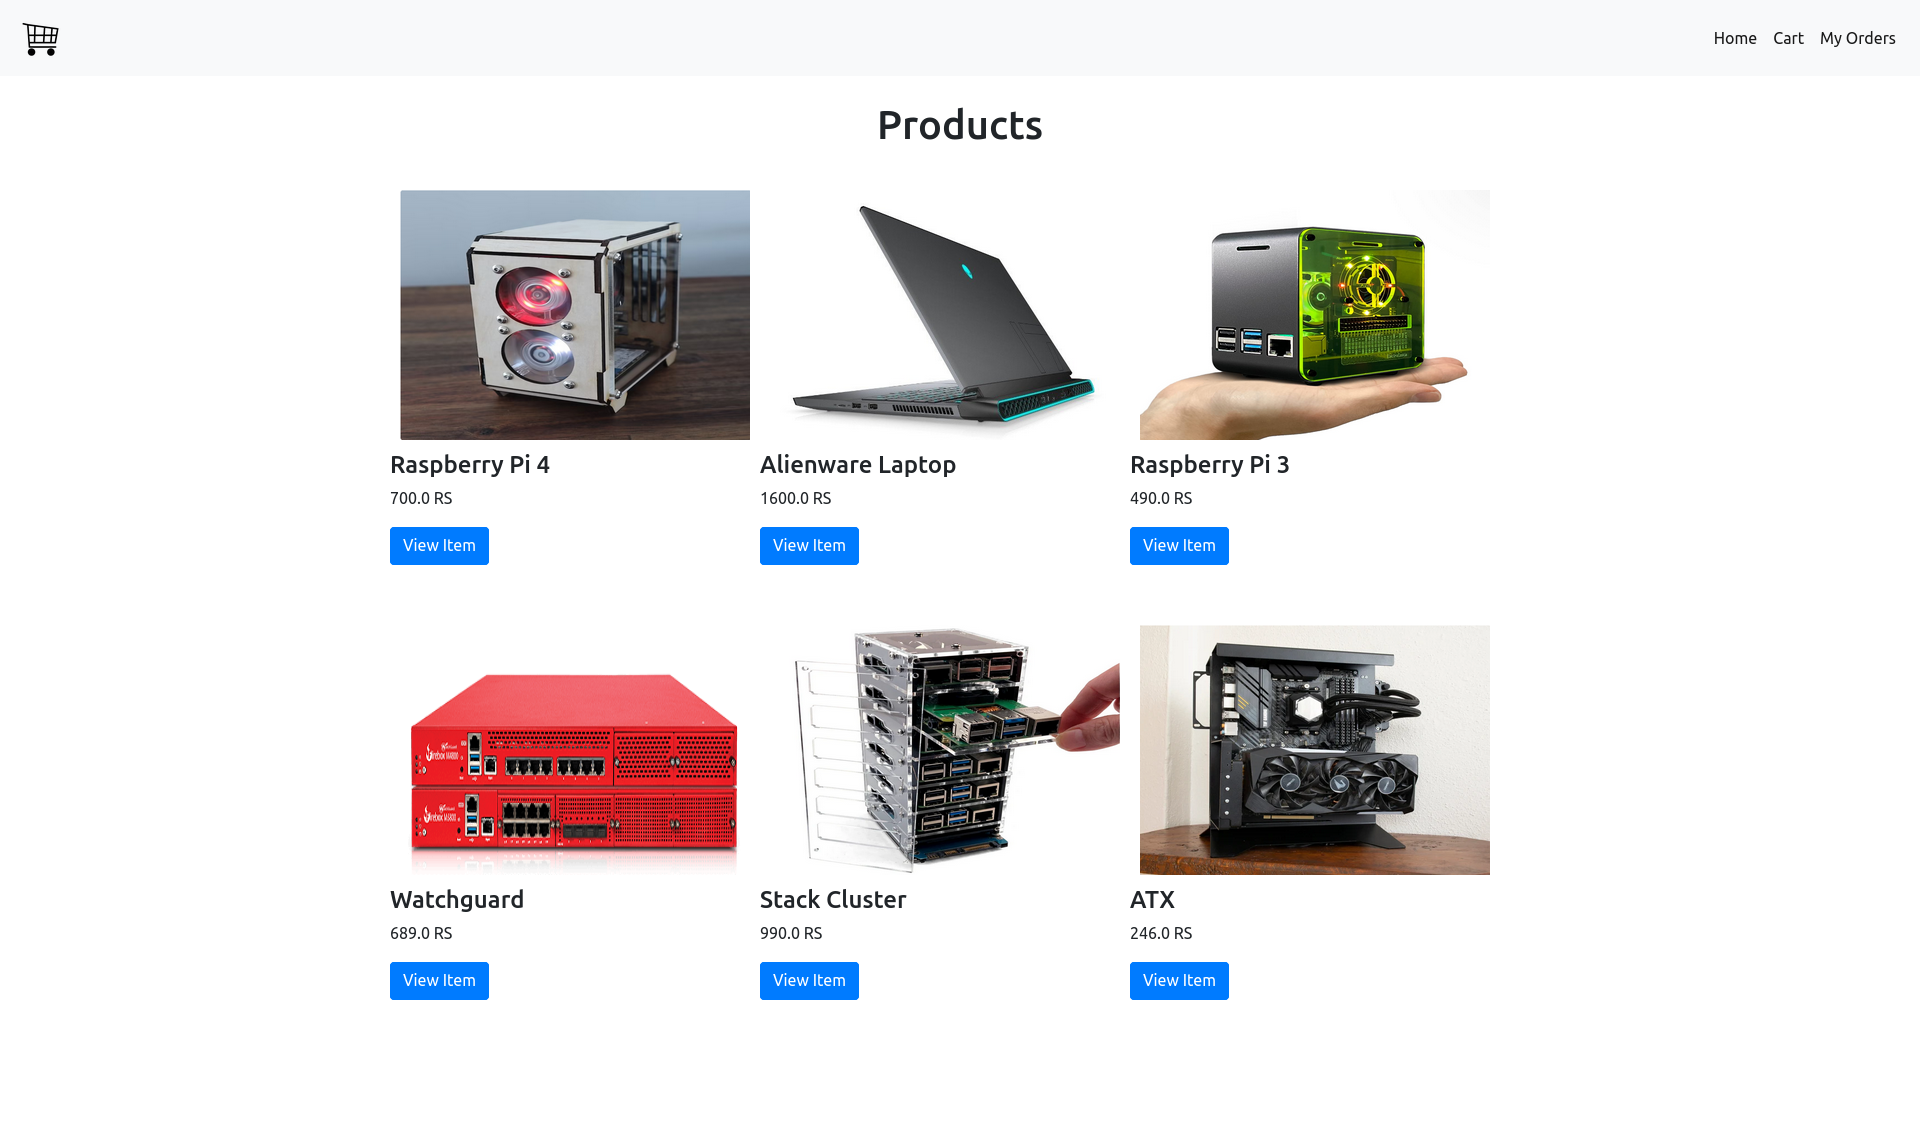 Home Cart My Orders
Products
Raspberry Pi 4
700.0 RS
View Item
Alienware Laptop
1600.0 RS
View Item
Raspberry Pi 3
490.0 RS
View Item
Watchguard
689.0 RS
View Item
Stack Cluster
990.0 RS
View Item
ATX
246.0 RS
View Item